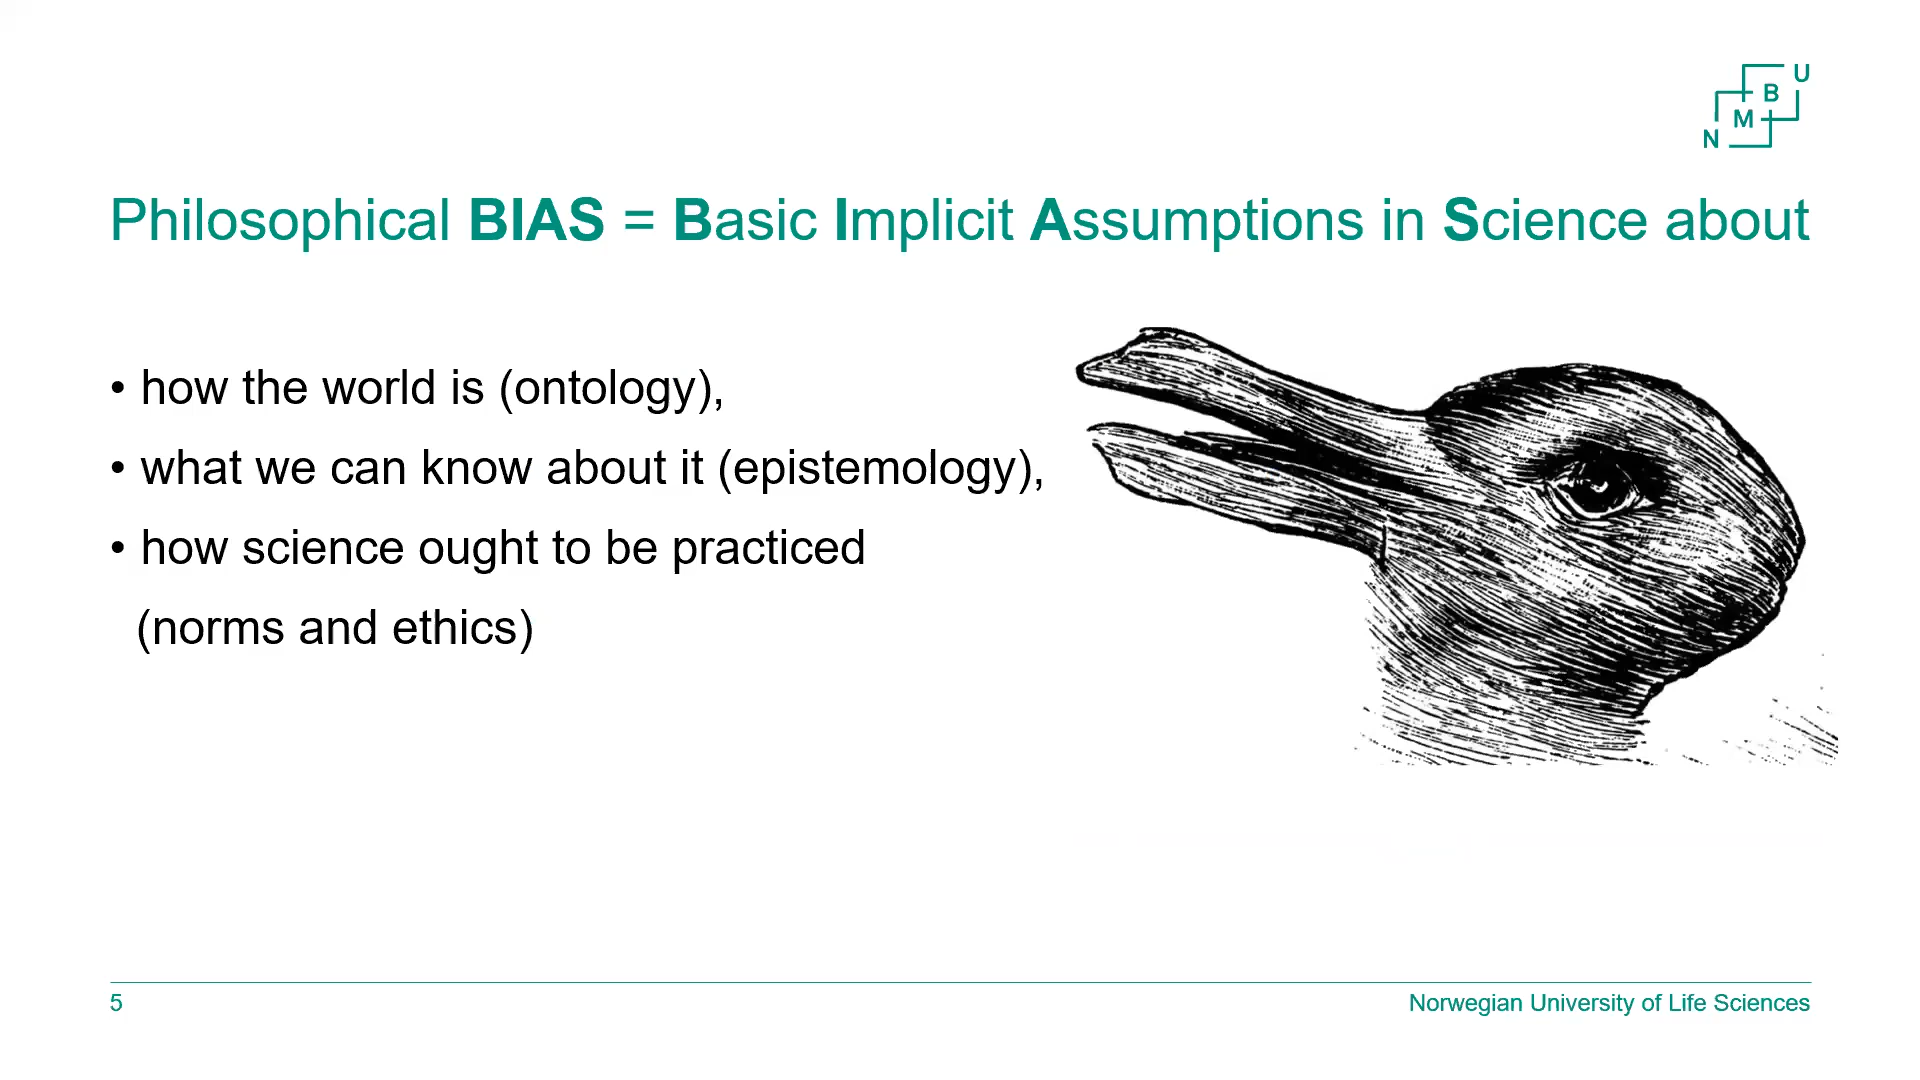 N M B U
Philosophical BIAS = Basic Implicit Assumptions in Science about
• how the world is (ontology),
• what we can know about it (epistemology),
• how science ought to be practiced
(norms and ethics)
5
Norwegian University of Life Sciences